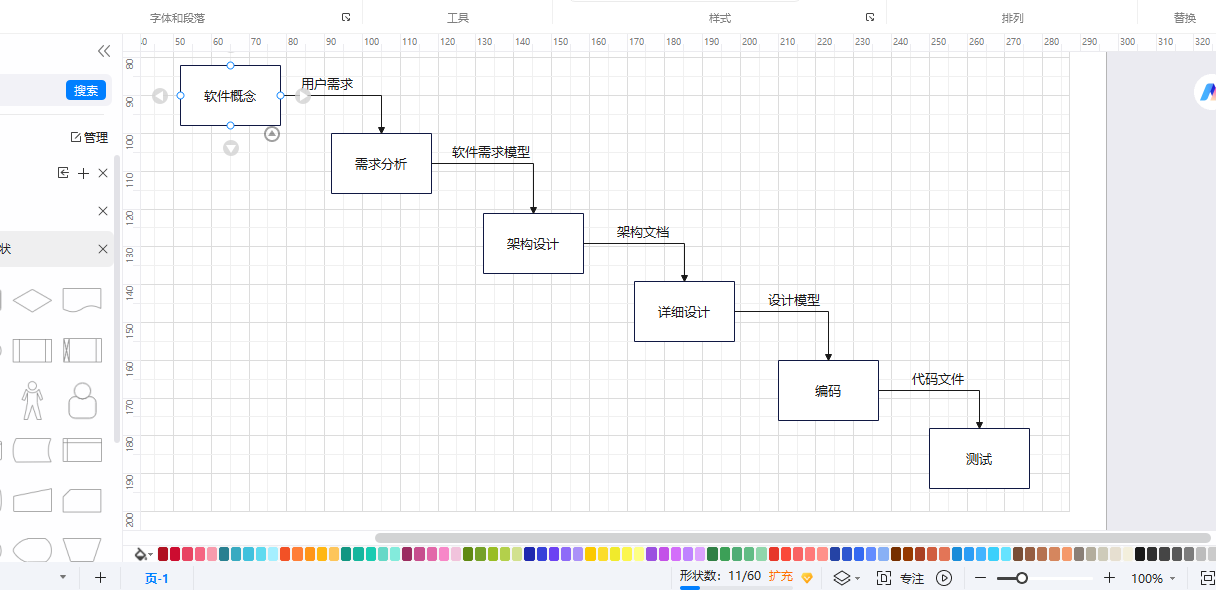 字体和段落 工具 样式 排列 替换
50 60 70 80 90 100 110 120 130 140 150 160 170 180 190 200 210 220 230 240 250 260 270 280 290 300 310 320
搜索
管理
状
80
90
100
110
120
130
140
150
160
170
180
190
200
软件概念
用户需求
需求分析
软件需求模型
架构设计
架构文档
详细设计
设计模型
编码
代码文件
测试
页-1
形状数: 11/60 扩充
专注
100%